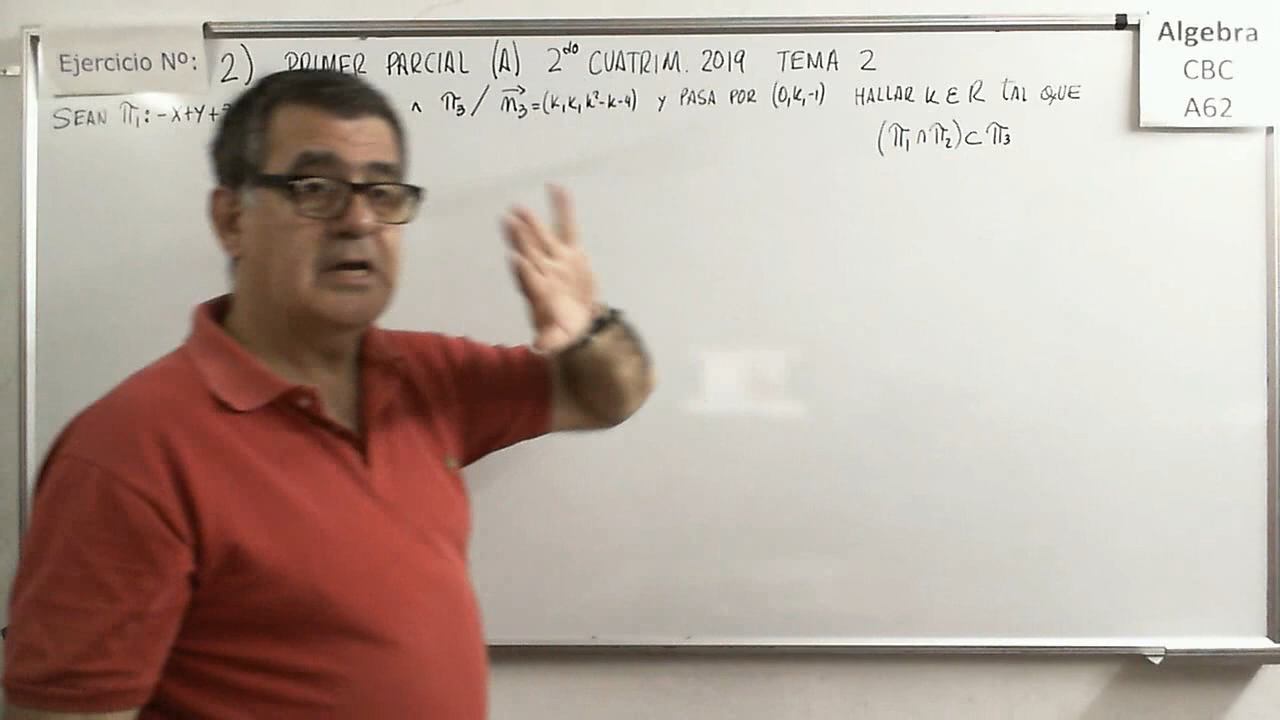 Ejercicio Nº: 2) PRIMER PARCIAL (A) 2do CUATRIM. 2019 TEMA 2
SEAN π₁: -X+Y+ ∧ π₃ / n₃=(k,k,k²-k-4) Y PASA POR (0,k,-1) HALLAR K ∈ R TAL QUE
(π₁∩π₂)⊂π₃
Algebra
CBC
A62